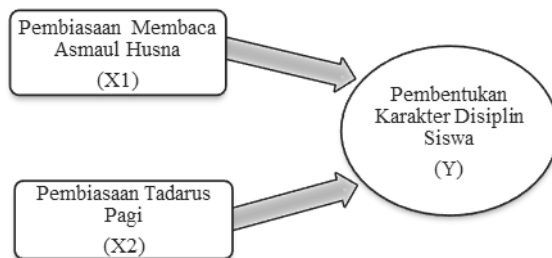 Pembiasaan Membaca
Asmaul Husna
(X1)
Pembentukan
Karakter Disiplin
Siswa
(Y)
Pembiasaan Tadarus
Pagi
(X2)